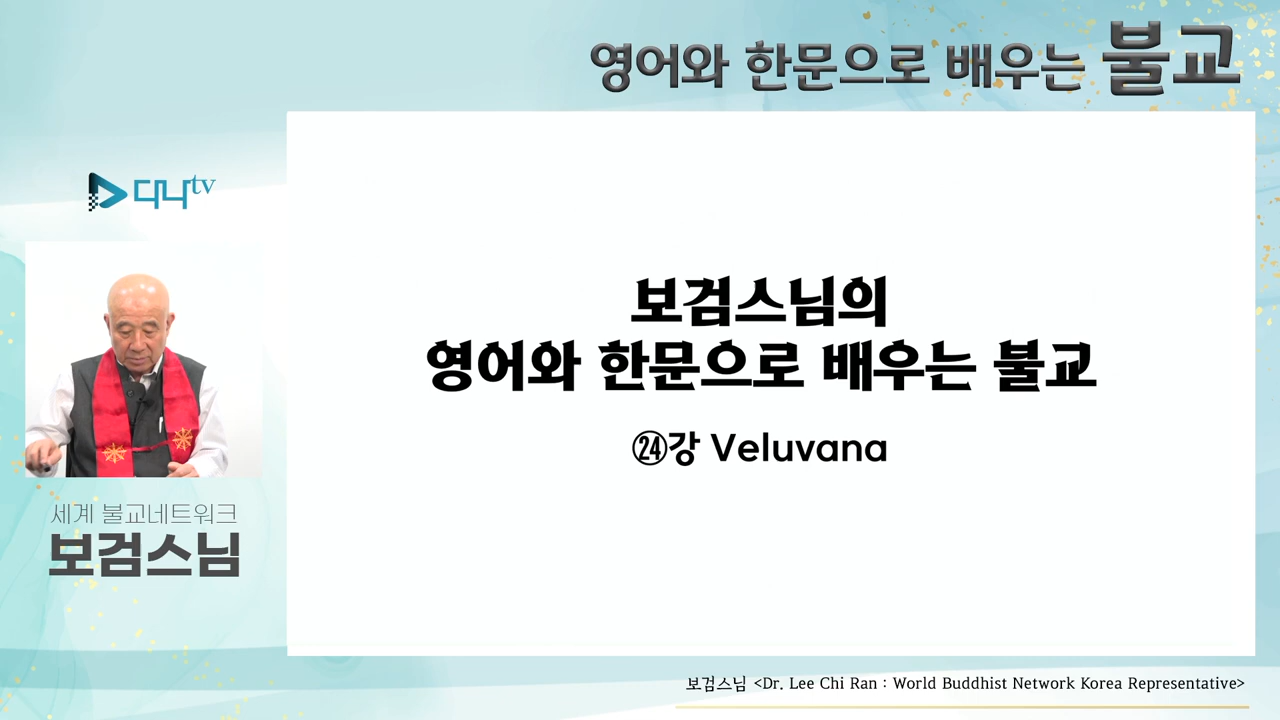 영어와 한문으로 배우는 불교
디나tv
보검스님의
영어와 한문으로 배우는 불교
㉔강 Veluvana
세계 불교네트워크
보검스님
보검스님 <Dr. Lee Chi Ran : World Buddhist Network Korea Representative>